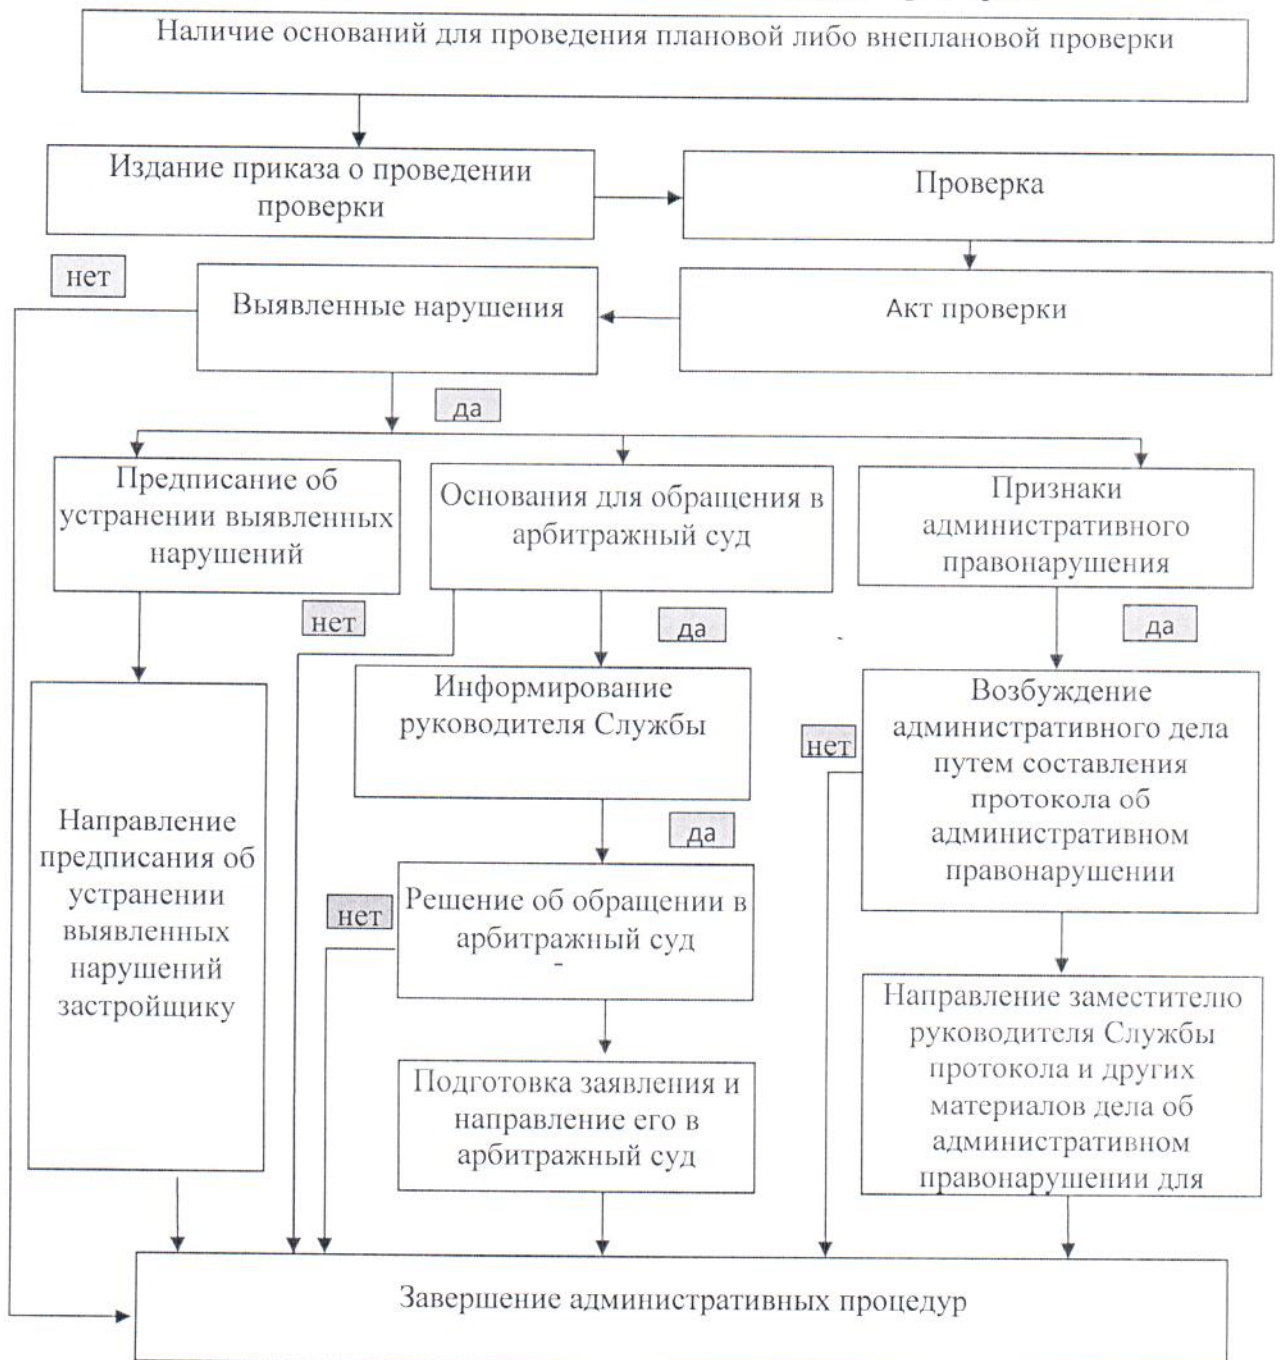 Наличие оснований для проведения плановой либо внеплановой проверки
Издание приказа о проведении
проверки
Проверка
нет
Выявленные нарушения
Акт проверки
да
Предписание об
устранении выявленных
нарушений
Основания для обращения в
арбитражный суд
Признаки
административного
правонарушения
нет
да
да
Направление
предписания об
устранении
выявленных
нарушений
застройщику
Информирование
руководителя Службы
нет
Возбуждение
административного дела
путем составления
протокола об
административном
правонарушении
да
нет
Решение об обращении в
арбитражный суд
Направление заместителю
руководителя Службы
протокола и других
материалов дела об
административном
правонарушении для
Подготовка заявления и
направление его в
арбитражный суд
Завершение административных процедур